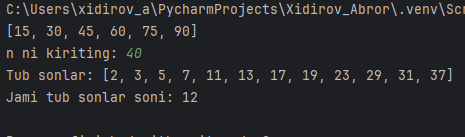 C:\Users\xidirov_a\PycharmProjects\Xidirov_Abror\.venv\Scr
[15, 30, 45, 60, 75, 90]
n ni kiriting: 40
Tub sonlar: [2, 3, 5, 7, 11, 13, 17, 19, 23, 29, 31, 37]
Jami tub sonlar soni: 12